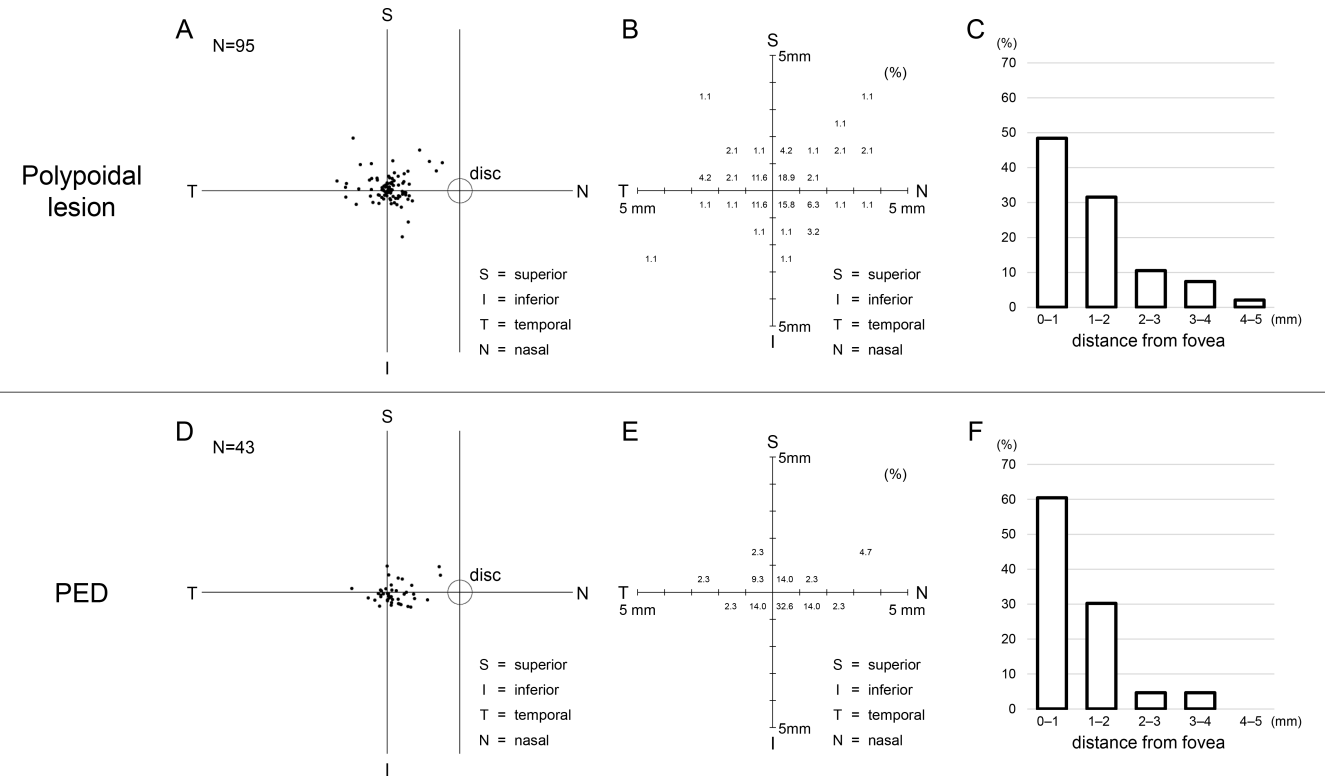 A
N=95
S
T
N
disc
I
S = superior
I = inferior
T = temporal
N = nasal
Polypoidal
lesion
B
S
5mm
(%)
1.1 1.1
1.1
2.1 1.1 4.2 1.1 2.1 2.1
4.2 2.1 11.6 18.9 2.1
T N
5 mm 5 mm
1.1 1.1 11.6 15.8 6.3 1.1 1.1
1.1 1.1 3.2
1.1 1.1
5mm
I
S = superior
I = inferior
T = temporal
N = nasal
C
(%)
70
60
50
40
30
20
10
0
0–1 1–2 2–3 3–4 4–5 (mm)
distance from fovea
D
N=43
S
T
N
disc
I
S = superior
I = inferior
T = temporal
N = nasal
PED
E
S
5mm
(%)
2.3 4.7
2.3 9.3 14.0 2.3
T N
5 mm 5 mm
2.3 14.0 32.6 14.0 2.3
5mm
I
S = superior
I = inferior
T = temporal
N = nasal
F
(%)
70
60
50
40
30
20
10
0
0–1 1–2 2–3 3–4 4–5 (mm)
distance from fovea